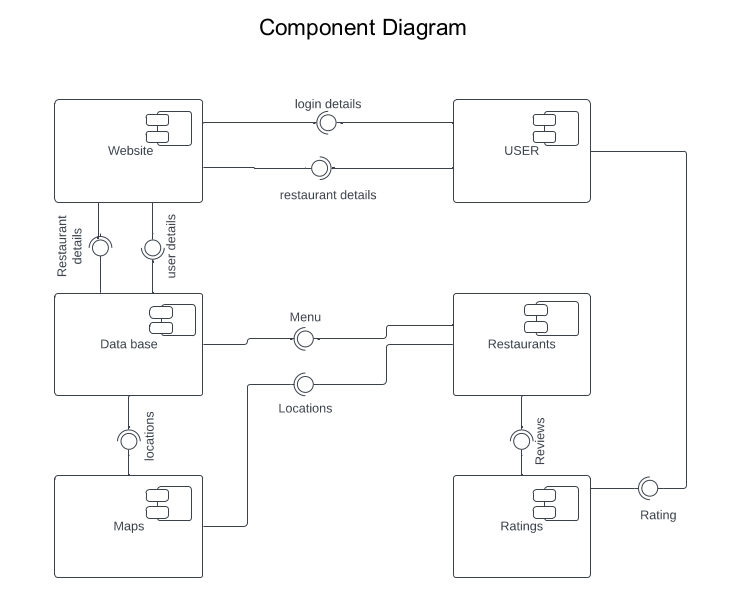 Component Diagram
login details
Website
USER
restaurant details
Restaurant
details
user details
Menu
Data base
Restaurants
Locations
locations
Reviews
Maps
Ratings
Rating